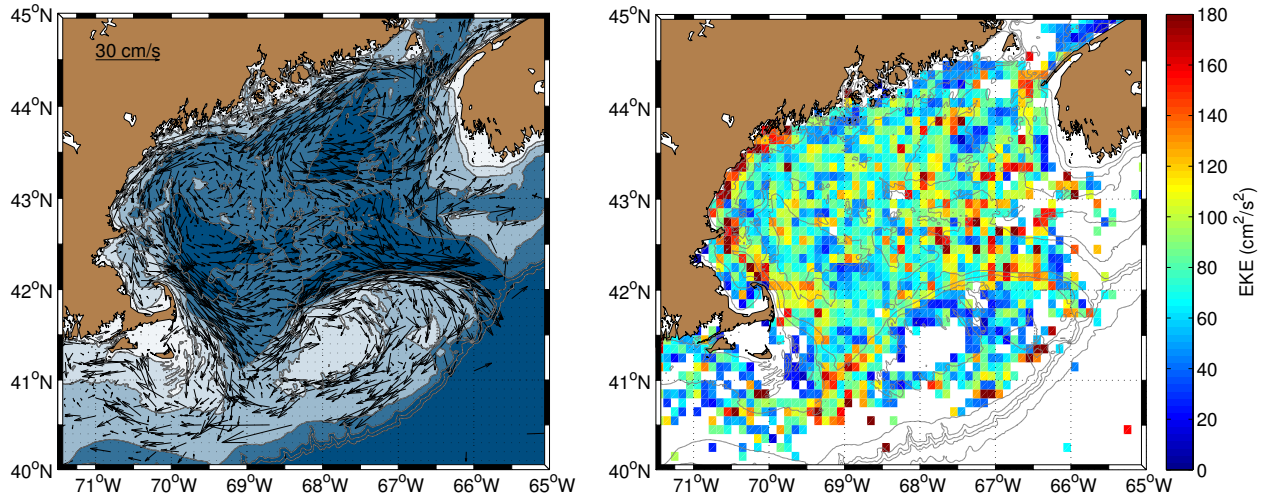 45°N
44°N
43°N
42°N
41°N
40°N
71°W
70°W
69°W
68°W
67°W
66°W
65°W
30 cm/s
45°N
44°N
43°N
42°N
41°N
40°N
71°W
70°W
69°W
68°W
67°W
66°W
65°W
180
160
140
120
100
80
60
40
20
0
EKE (cm²/s²)